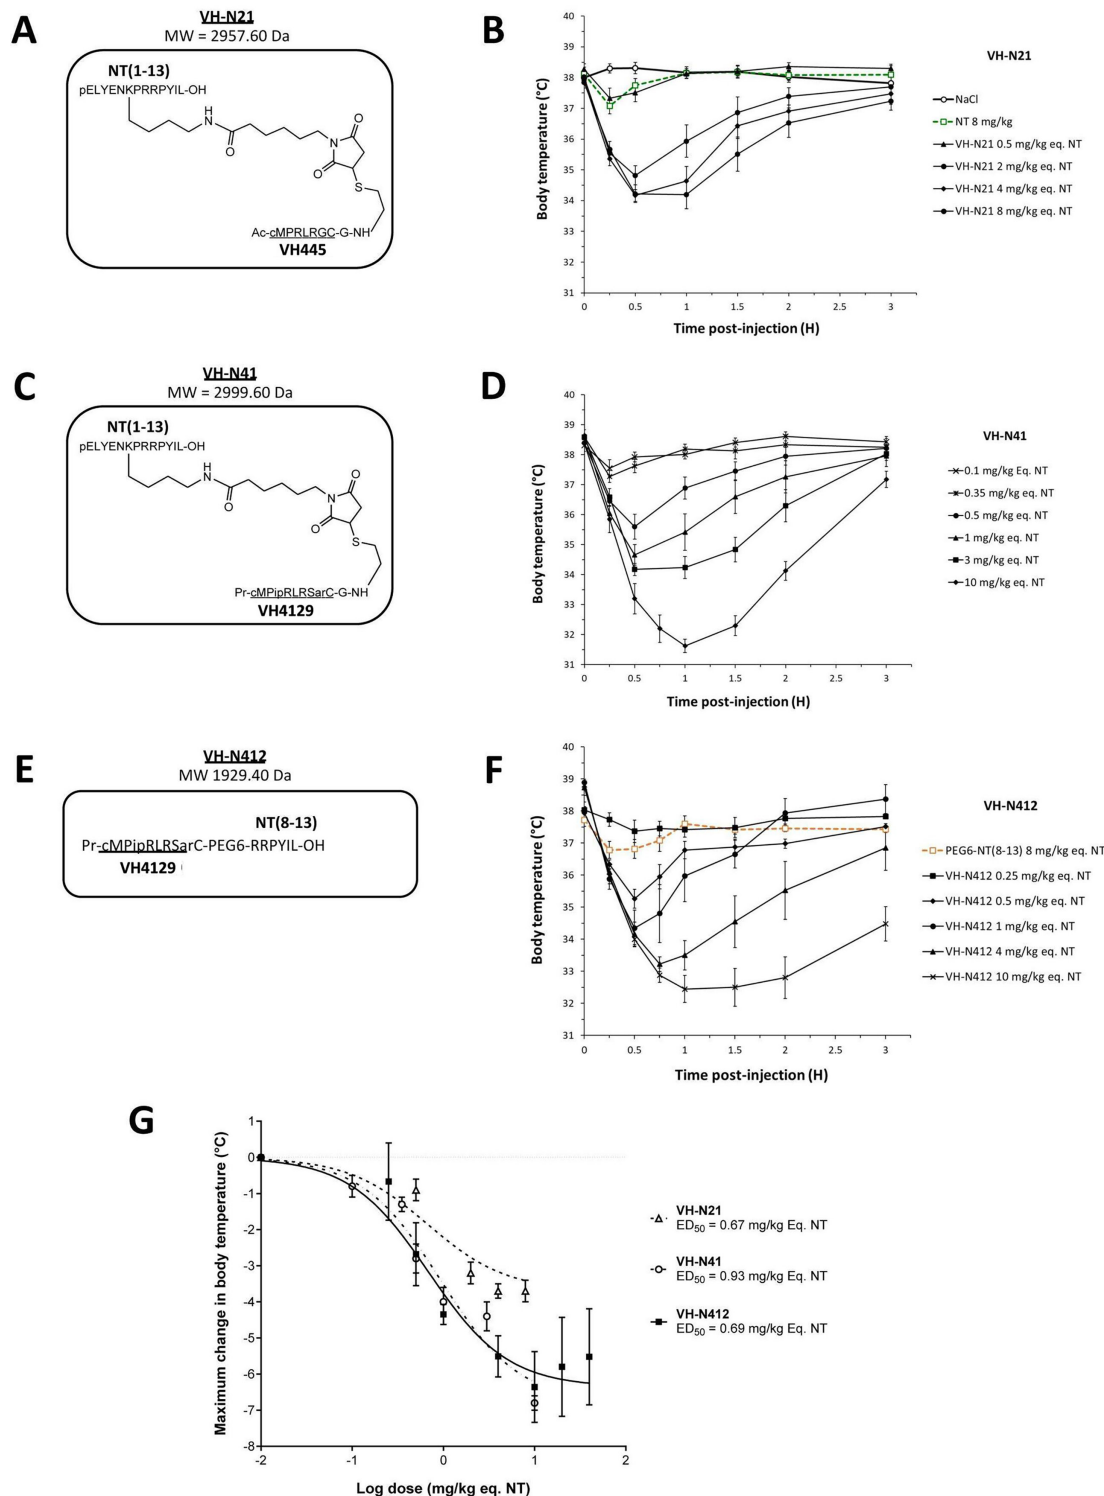 A
VH-N21
MW = 2957.60 Da
NT(1-13)
pELYENKPRRPYIL-OH
NH
O
N
O
O
S
Ac-cMPRLRGC-G-NH
VH445
B
VH-N21
Body temperature (°C)
40
39
38
37
36
35
34
33
32
31
0
0.5
1
1.5
2
2.5
3
Time post-injection (H)
NaCl
NT 8 mg/kg
VH-N21 0.5 mg/kg eq. NT
VH-N21 2 mg/kg eq. NT
VH-N21 4 mg/kg eq. NT
VH-N21 8 mg/kg eq. NT
C
VH-N41
MW = 2999.60 Da
NT(1-13)
pELYENKPRRPYIL-OH
NH
O
N
O
O
S
Pr-cMPipRLRSarC-G-NH
VH4129
D
VH-N41
Body temperature (°C)
40
39
38
37
36
35
34
33
32
31
0
0.5
1
1.5
2
2.5
3
Time post-injection (H)
0.1 mg/kg Eq. NT
0.35 mg/kg eq. NT
0.5 mg/kg eq. NT
1 mg/kg eq. NT
3 mg/kg eq. NT
10 mg/kg eq. NT
E
VH-N412
MW 1929.40 Da
NT(8-13)
Pr-cMPipRLRSarC-PEG6-RRPYIL-OH
VH4129
F
VH-N412
Body temperature (°C)
40
39
38
37
36
35
34
33
32
31
0
0.5
1
1.5
2
2.5
3
Time post-injection (H)
PEG6-NT(8-13) 8 mg/kg eq. NT
VH-N412 0.25 mg/kg eq. NT
VH-N412 0.5 mg/kg eq. NT
VH-N412 1 mg/kg eq. NT
VH-N412 4 mg/kg eq. NT
VH-N412 10 mg/kg eq. NT
G
Maximum change in body temperature (°C)
1
0
-1
-2
-3
-4
-5
-6
-7
-8
-2
-1
0
1
2
Log dose (mg/kg eq. NT)
VH-N21
ED50 = 0.67 mg/kg Eq. NT
VH-N41
ED50 = 0.93 mg/kg Eq. NT
VH-N412
ED50 = 0.69 mg/kg Eq. NT